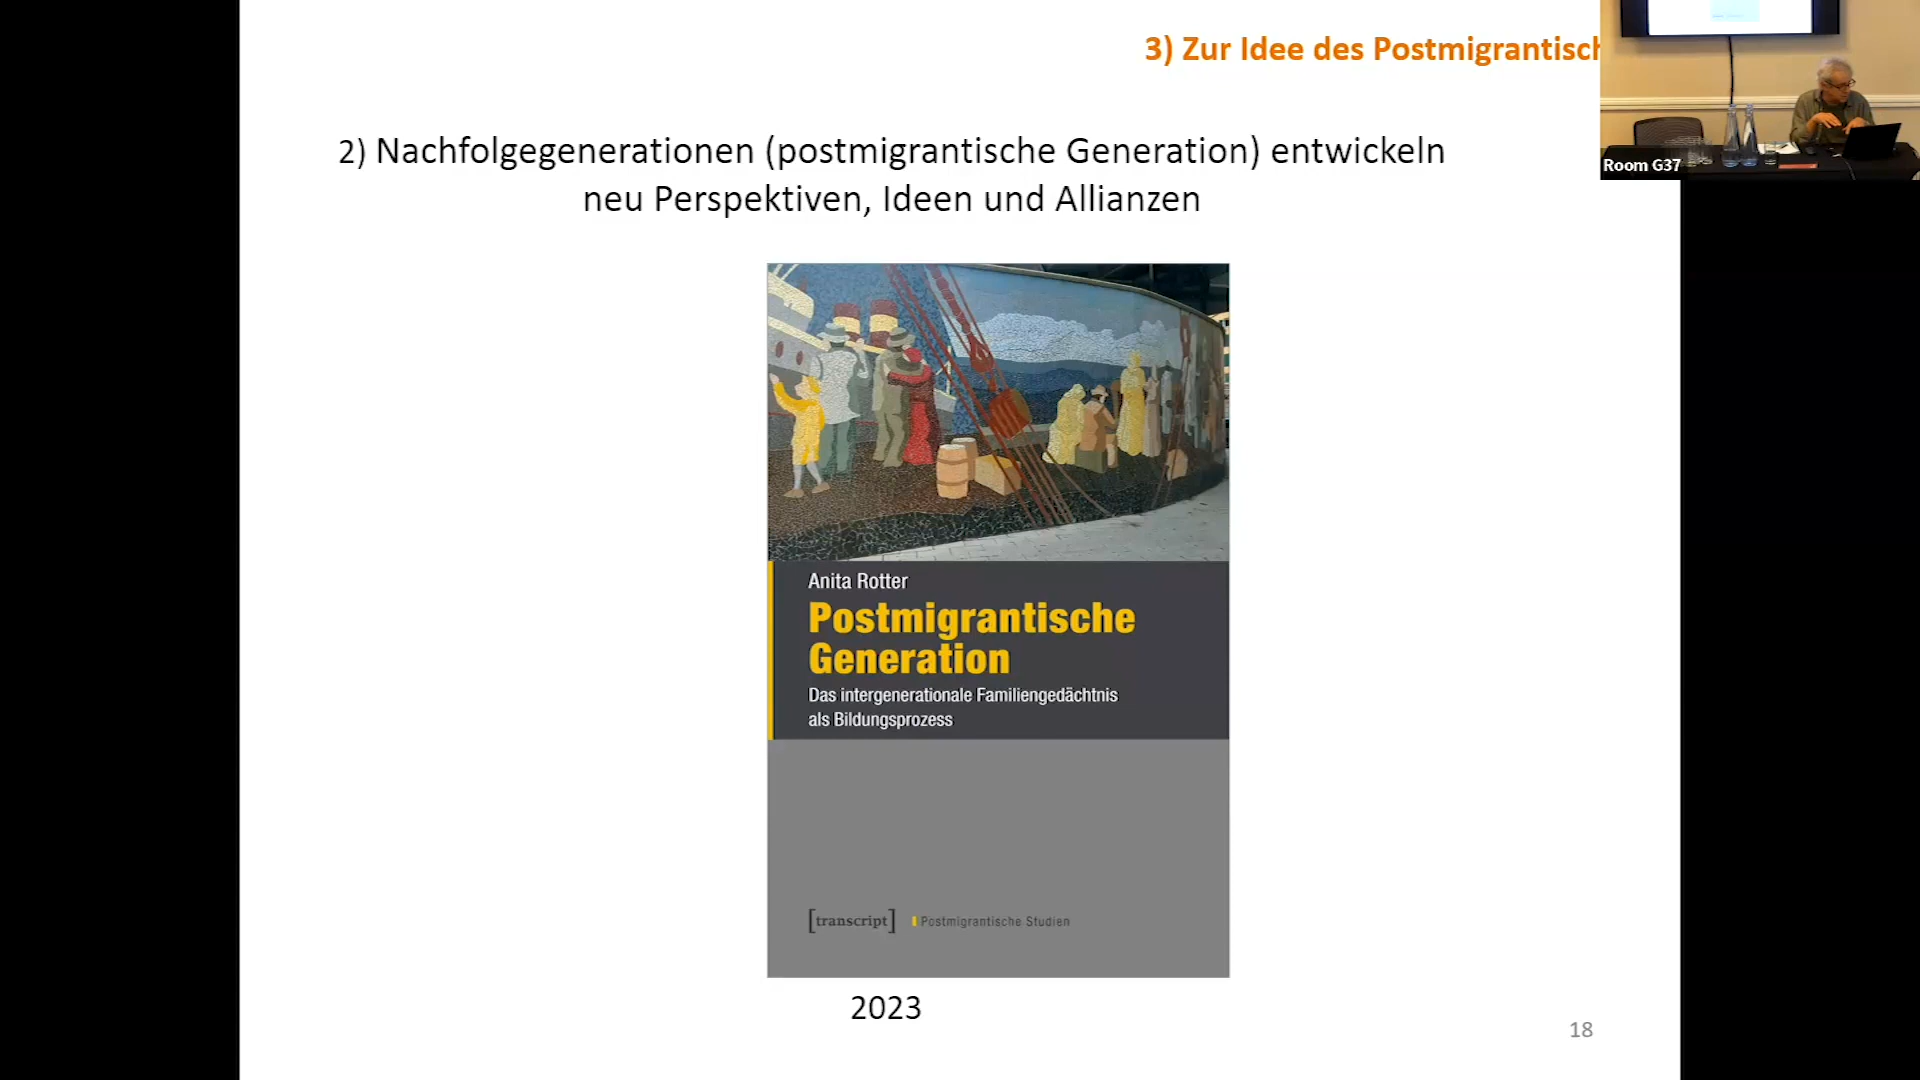 3) Zur Idee des Postmigrantisch
Room G37
2) Nachfolgegenerationen (postmigrantische Generation) entwickeln
neu Perspektiven, Ideen und Allianzen
Anita Rotter
Postmigrantische
Generation
Das intergenerationale Familiengedächtnis
als Bildungsprozess
[transcript] Postmigrantische Studien
2023
18